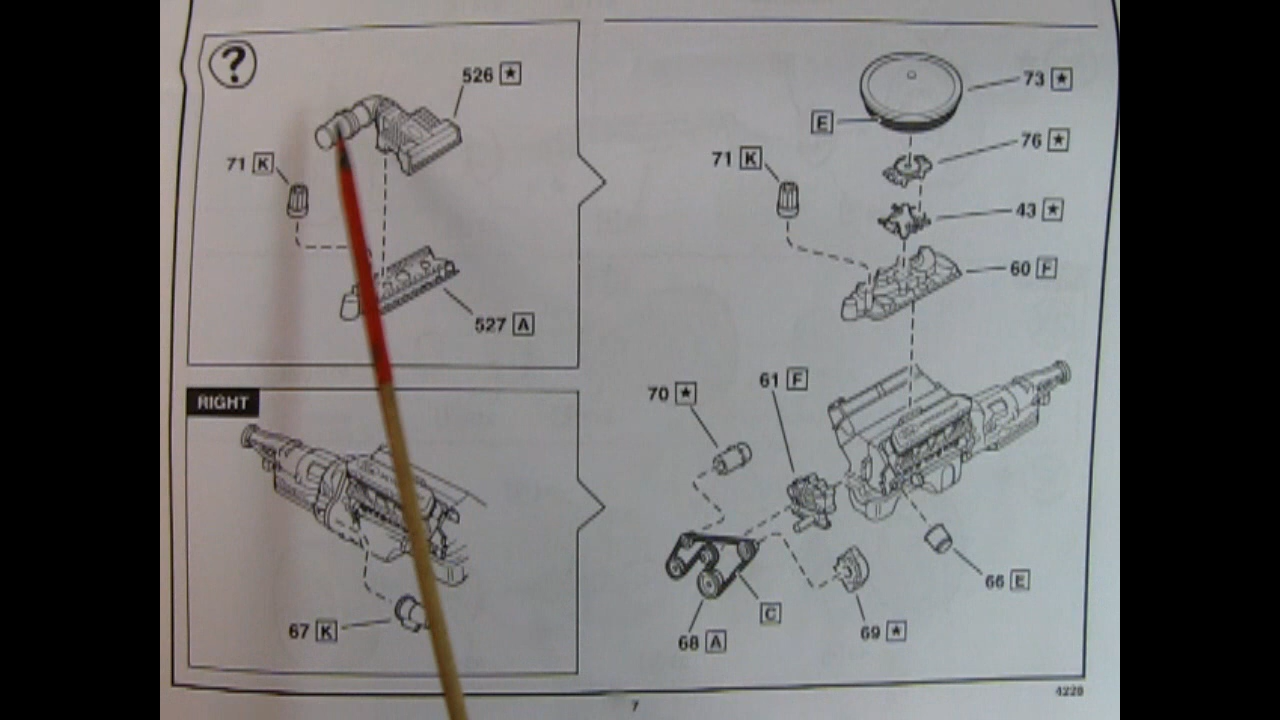 ?
526 ★
71 K
527 A
RIGHT
67 K
73 ★
E
76 ★
71 K
43 ★
60 F
61 F
70 ★
66 E
C
69 ★
68 A
4228
7